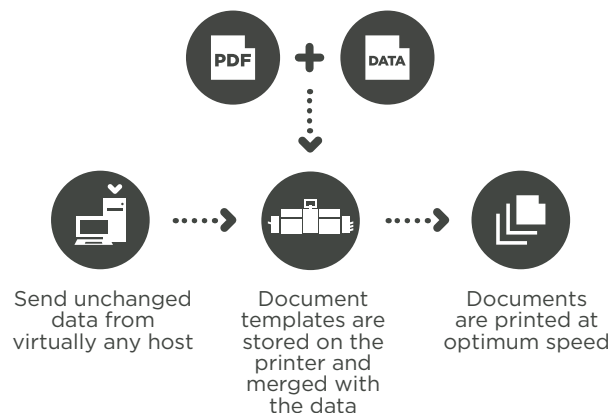 PDF
DATA
Send unchanged
data from
virtually any host
Document
templates are
stored on the
printer and
merged with
the data
Documents
are printed at
optimum speed